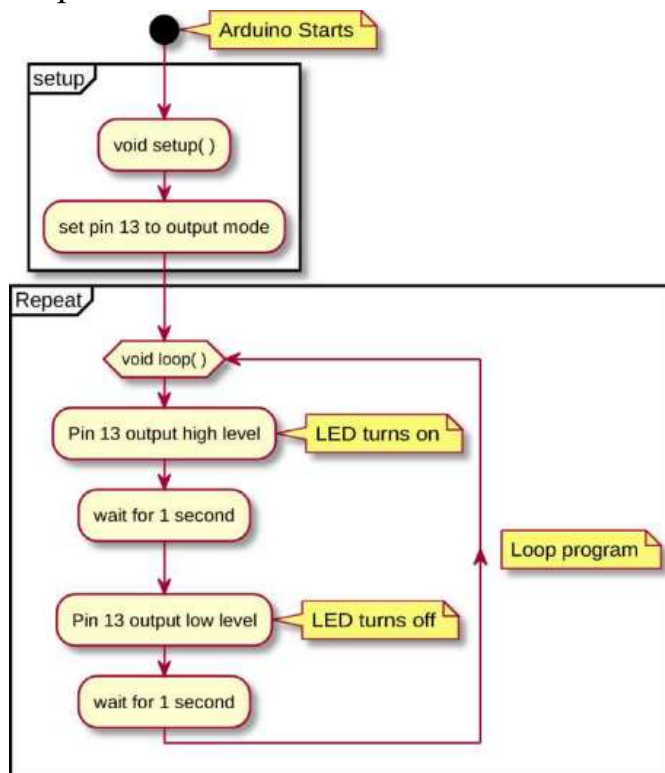 Arduino Starts
setup
void setup( )
set pin 13 to output mode
Repeat
void loop( )
Pin 13 output high level
LED turns on
wait for 1 second
Loop program
Pin 13 output low level
LED turns off
wait for 1 second